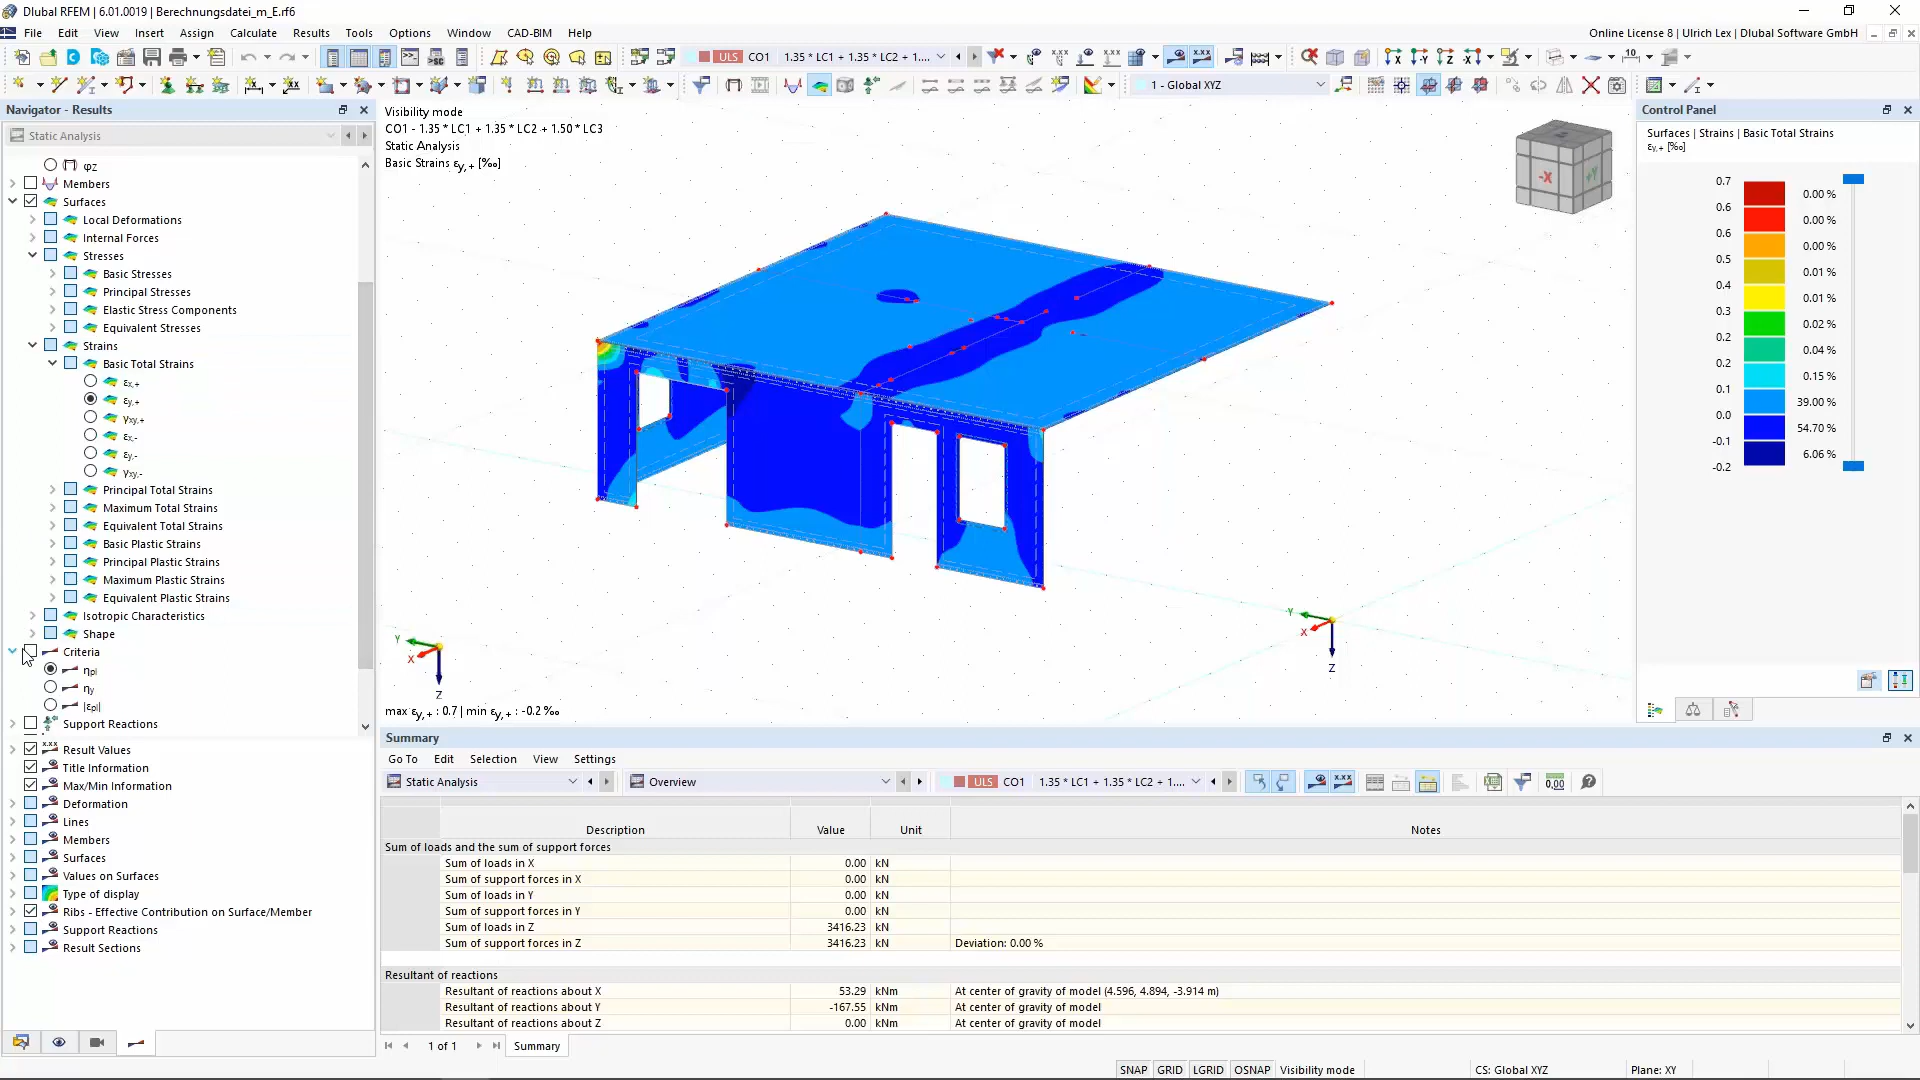 Dlubal RFEM | 6.01.0019 | Berechnungsdatei_m_E.rf6
File Edit View Insert Assign Calculate Results Tools Options Window CAD-BIM Help
Online License 8 | Ulrich Lex | Dlubal Software GmbH
ULS CO1 1.35 * LC1 + 1.35 * LC2 + 1....
1 - Global XYZ
Navigator - Results
Static Analysis
φz
Members
Surfaces
Local Deformations
Internal Forces
Stresses
Basic Stresses
Principal Stresses
Elastic Stress Components
Equivalent Stresses
Strains
Basic Total Strains
εx,+
εy,+
γxy,+
εx,-
εy,-
γxy,-
Principal Total Strains
Maximum Total Strains
Equivalent Total Strains
Basic Plastic Strains
Principal Plastic Strains
Maximum Plastic Strains
Equivalent Plastic Strains
Isotropic Characteristics
Shape
Criteria
ηpl
ηy
|εpl|
Support Reactions
Result Values
Title Information
Max/Min Information
Deformation
Lines
Members
Surfaces
Values on Surfaces
Type of display
Ribs - Effective Contribution on Surface/Member
Support Reactions
Result Sections
Visibility mode
CO1 - 1.35 * LC1 + 1.35 * LC2 + 1.50 * LC3
Static Analysis
Basic Strains εy,+ [‰]
-X +Y
Y X Z
Y X Z
max εy,+ : 0.7 | min εy,+ : -0.2 ‰
Control Panel
Surfaces | Strains | Basic Total Strains
εy,+ [‰]
0.7
0.00 %
0.6
0.00 %
0.6
0.00 %
0.5
0.01 %
0.4
0.01 %
0.3
0.02 %
0.2
0.04 %
0.2
0.15 %
0.1
39.00 %
0.0
54.70 %
-0.1
6.06 %
-0.2
Summary
Go To Edit Selection View Settings
Static Analysis Overview ULS CO1 1.35 * LC1 + 1.35 * LC2 + 1....
Description Value Unit Notes
Sum of loads and the sum of support forces
Sum of loads in X 0.00 kN
Sum of support forces in X 0.00 kN
Sum of loads in Y 0.00 kN
Sum of support forces in Y 0.00 kN
Sum of loads in Z 3416.23 kN
Sum of support forces in Z 3416.23 kN Deviation: 0.00 %
Resultant of reactions
Resultant of reactions about X 53.29 kNm At center of gravity of model (4.596, 4.894, -3.914 m)
Resultant of reactions about Y -167.55 kNm At center of gravity of model
Resultant of reactions about Z 0.00 kNm At center of gravity of model
1 of 1 Summary
SNAP GRID LGRID OSNAP Visibility mode CS: Global XYZ Plane: XY